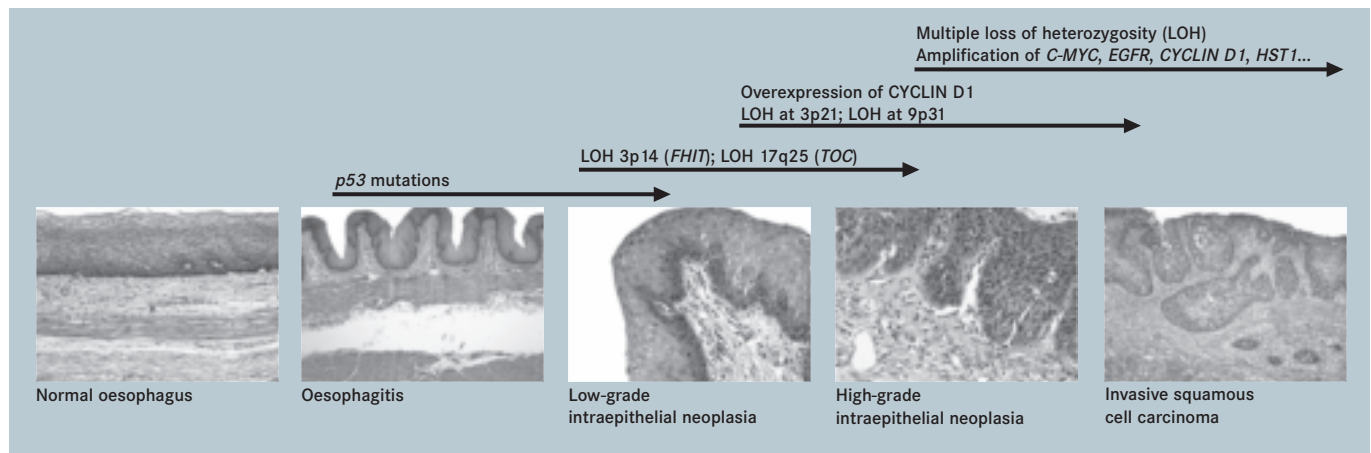 Multiple loss of heterozygosity (LOH)
Amplification of C-MYC, EGFR, CYCLIN D1, HST1...
Overexpression of CYCLIN D1
LOH at 3p21; LOH at 9p31
LOH 3p14 (FHIT); LOH 17q25 (TOC)
p53 mutations
Normal oesophagus
Oesophagitis
Low-grade
intraepithelial neoplasia
High-grade
intraepithelial neoplasia
Invasive squamous
cell carcinoma